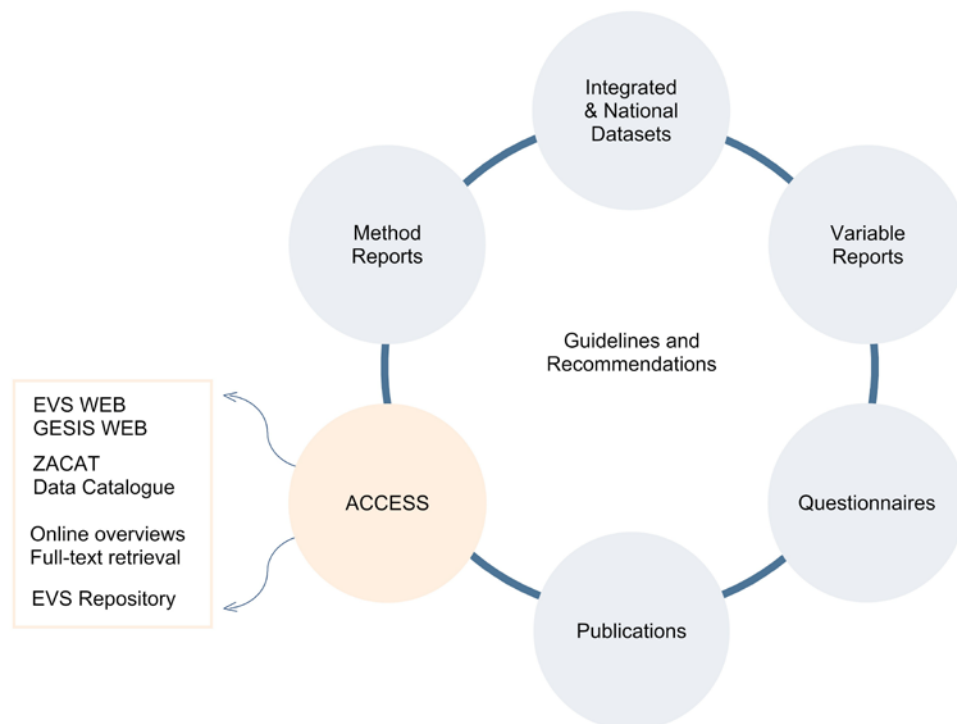 Integrated
& National
Datasets
Method
Reports
Variable
Reports
Guidelines and
Recommendations
EVS WEB
GESIS WEB
ZACAT
Data Catalogue
Online overviews
Full-text retrieval
EVS Repository
ACCESS
Questionnaires
Publications